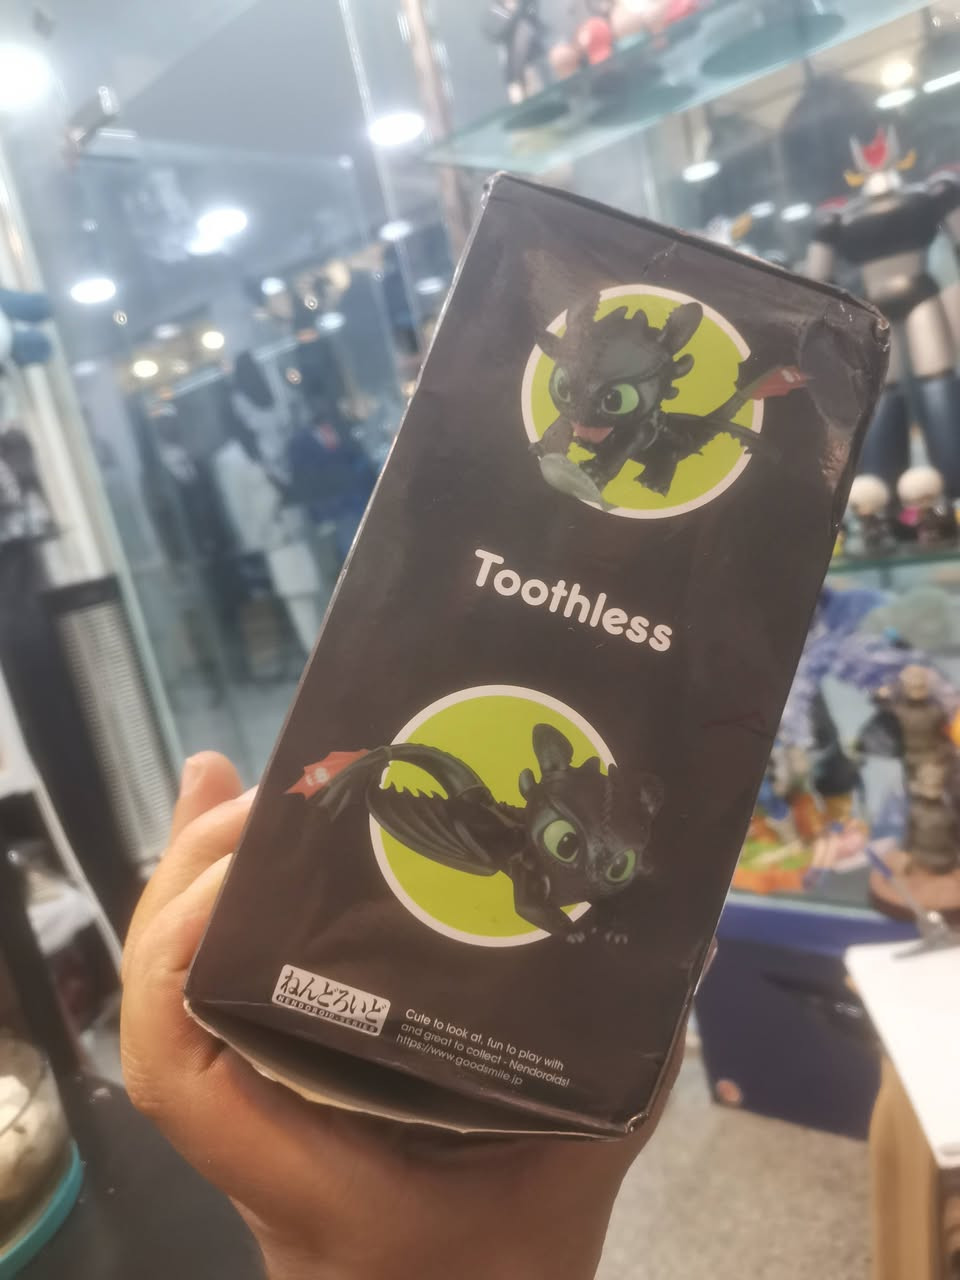 Toothless
ねんどろいど
NENDOROID-SERIES
Cute to look at, fun to play with
and great to collect - Nendoroids!
https://www.goodsmile.jp